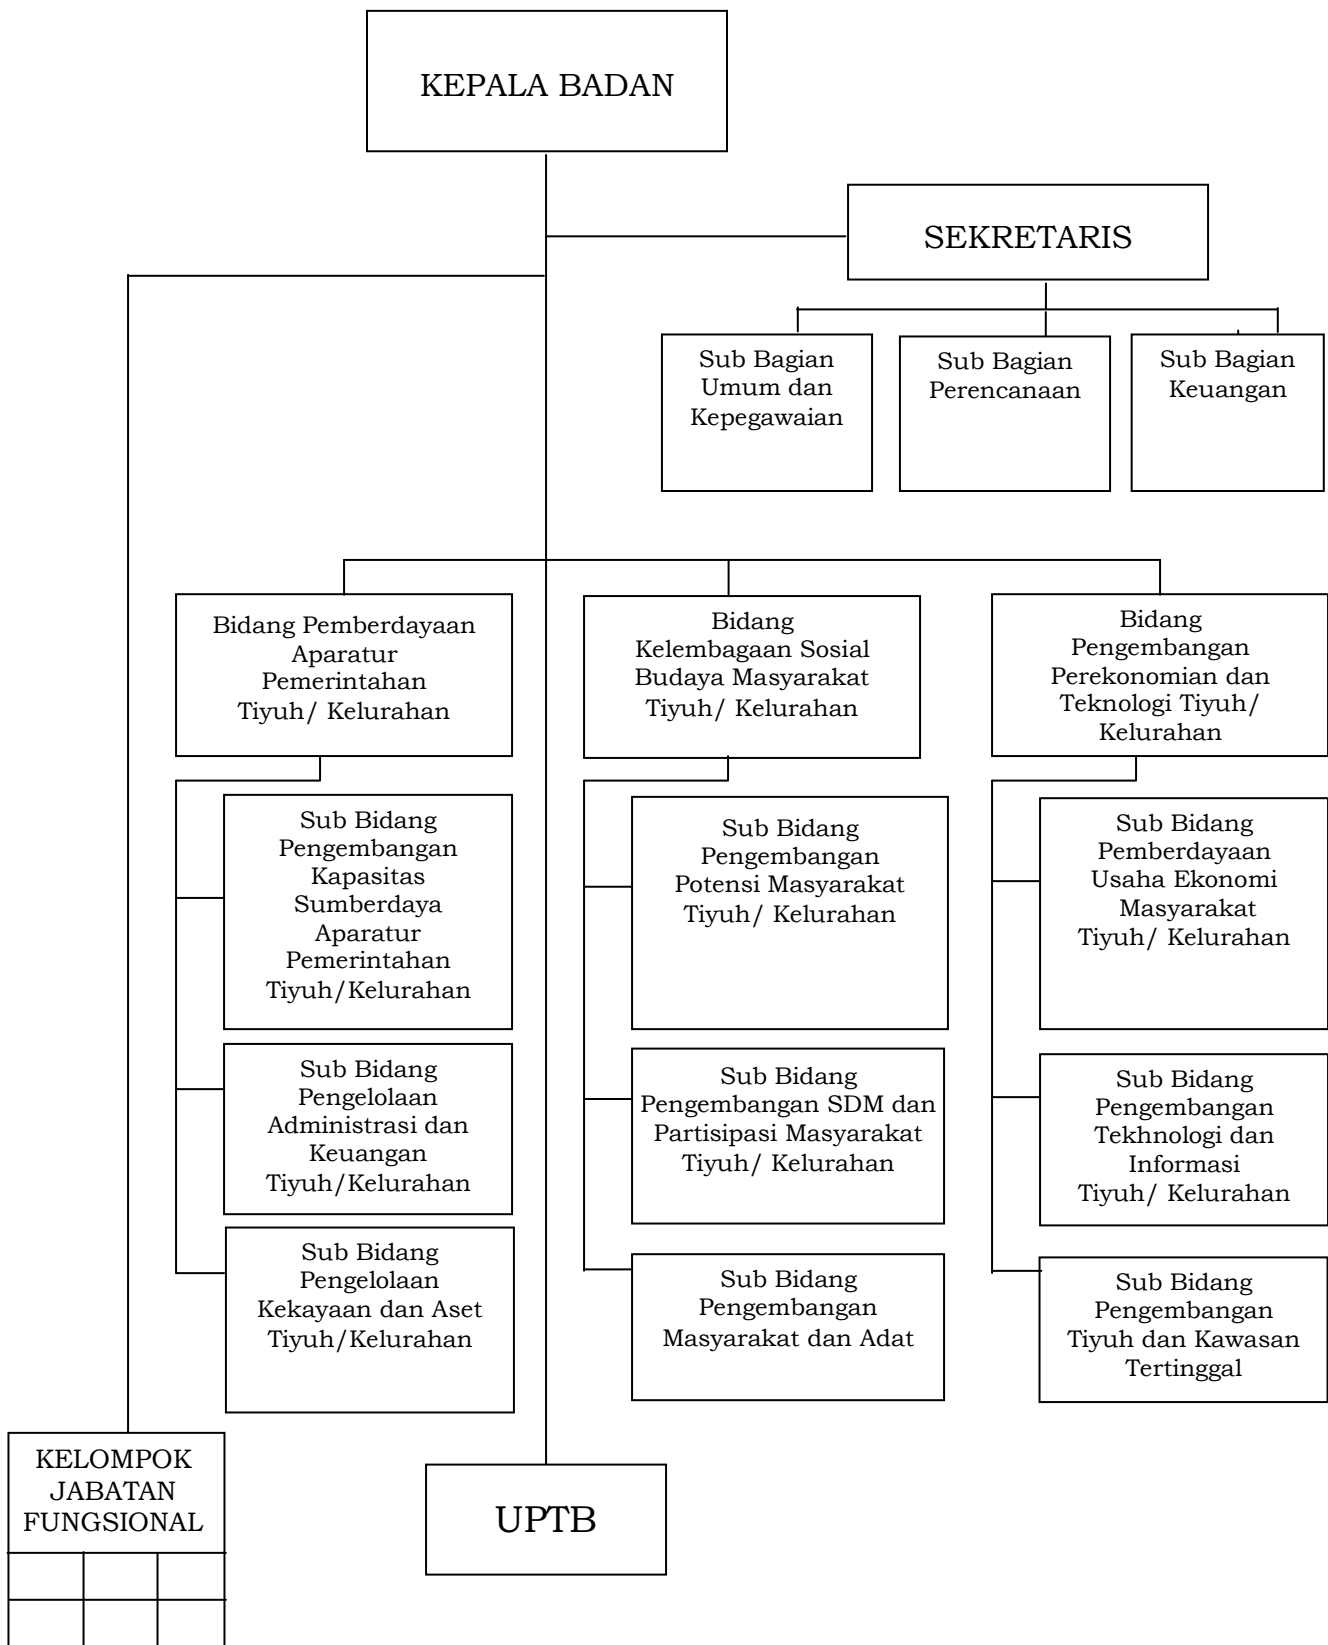 KEPALA BADAN
SEKRETARIS
Sub Bagian
Umum dan
Kepegawaian
Sub Bagian
Perencanaan
Sub Bagian
Keuangan
Bidang Pemberdayaan
Aparatur
Pemerintahan
Tiyuh/ Kelurahan
Bidang
Kelembagaan Sosial
Budaya Masyarakat
Tiyuh/ Kelurahan
Bidang
Pengembangan
Perekonomian dan
Teknologi Tiyuh/
Kelurahan
Sub Bidang
Pengembangan
Kapasitas
Sumberdaya
Aparatur
Pemerintahan
Tiyuh/Kelurahan
Sub Bidang
Pengembangan
Potensi Masyarakat
Tiyuh/ Kelurahan
Sub Bidang
Pemberdayaan
Usaha Ekonomi
Masyarakat
Tiyuh/ Kelurahan
Sub Bidang
Pengelolaan
Administrasi dan
Keuangan
Tiyuh/Kelurahan
Sub Bidang
Pengembangan SDM dan
Partisipasi Masyarakat
Tiyuh/ Kelurahan
Sub Bidang
Pengembangan
Tekhnologi dan
Informasi
Tiyuh/ Kelurahan
Sub Bidang
Pengelolaan
Kekayaan dan Aset
Tiyuh/Kelurahan
Sub Bidang
Pengembangan
Masyarakat dan Adat
Sub Bidang
Pengembangan
Tiyuh dan Kawasan
Tertinggal
KELOMPOK
JABATAN
FUNGSIONAL
UPTB